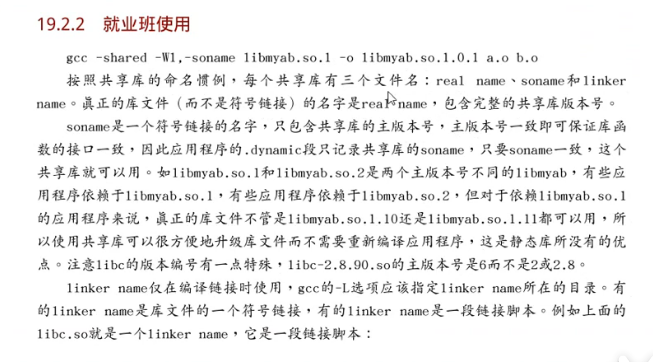 19.2.2 就业班使用
gcc -shared -Wl,-soname libmyab.so.1 -o libmyab.so.1.0.1 a.o b.o
按照共享库的命名惯例，每个共享库有三个文件名：real name、soname和linker
name。真正的库文件（而不是符号链接）的名字是real name，包含完整的共享库版本号。
soname是一个符号链接的名字，只包含共享库的主版本号，主版本号一致即可保证库函
数的接口一致，因此应用程序的.dynamic段只记录共享库的soname，只要soname一致，这个
共享库就可以用。如libmyab.so.1和libmyab.so.2是两个主版本号不同的libmyab，有些应
用程序依赖于libmyab.so.1，有些应用程序依赖于libmyab.so.2，但对于依赖libmyab.so.1
的应用程序来说，真正的库文件不管是libmyab.so.1.10还是libmyab.so.1.11都可以用，所
以使用共享库可以很方便地升级库文件而不需要重新编译应用程序，这是静态库所没有的优
点。注意libc的版本编号有一点特殊，libc-2.8.90.so的主版本号是6而不是2或2.8。
linker name仅在编译链接时使用，gcc的-L选项应该指定linker name所在的目录。有
的linker name是库文件的一个符号链接，有的linker name是一段链接脚本。例如上面的
libc.so就是一个linker name，它是一段链接脚本：